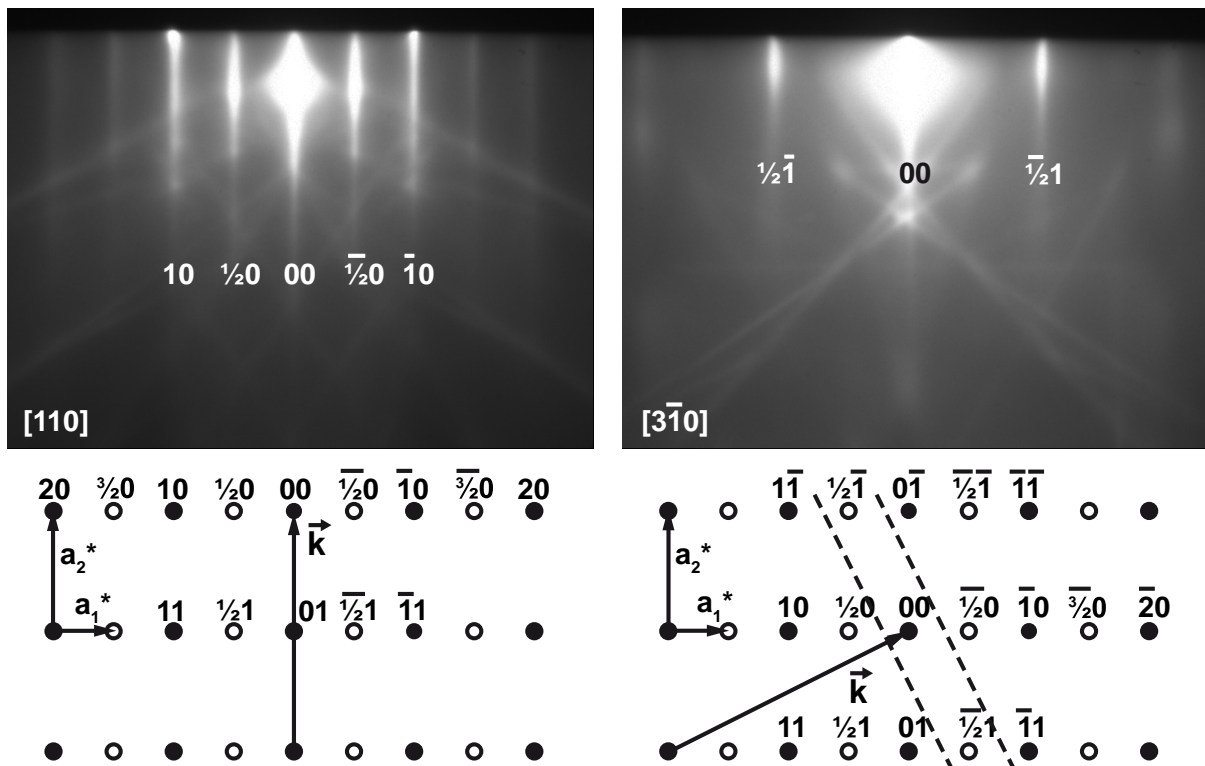 10 ½0 00 ½̅0 1̅0
[110]
½1̅ 00 ½̅1
[31̅0]
20 ³⁄₂0 10 ½0 00 ½̅0 1̅0 ³⁄₂̅0 20
k⃗
a₂*
a₁*
11 ½1 01 ½̅1 1̅1
11̅ ½1̅ 01̅ ½̅1̅ 1̅1̅
a₂*
a₁*
10 ½0 00 ½̅0 1̅0 ³⁄₂̅0 2̅0
k⃗
11 ½1 01 ½̅1 1̅1